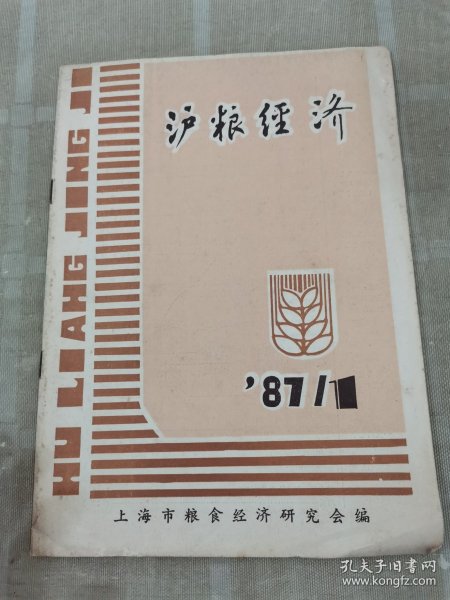 沪粮經济
HU LIANG JING JI
'87/1
上海市粮食经济研究会编
孔夫子旧书网
www.kongfz.com